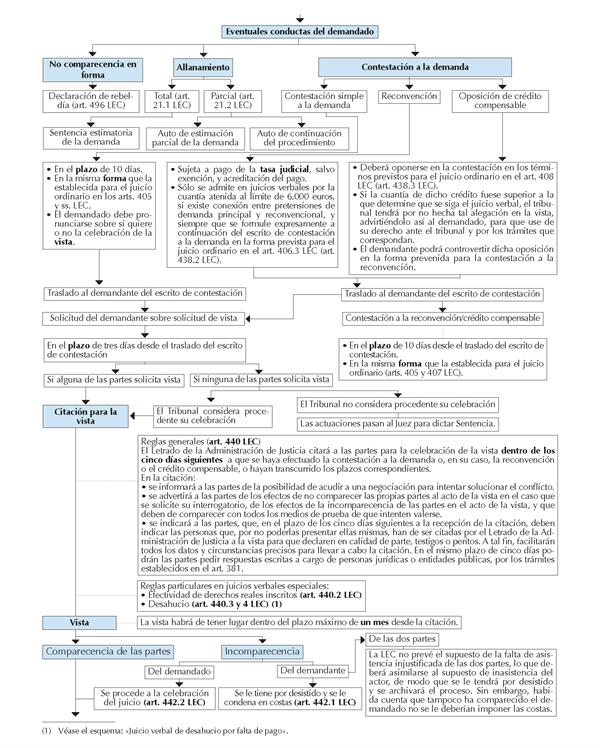 Eventuales conductas del demandado
No comparecencia en
forma
Allanamiento
Contestación a la demanda
Declaración de rebel-
día (art. 496 LEC)
Total (art.
21.1 LEC)
Parcial (art.
21.2 LEC)
Contestación simple
a la demanda
Reconvención
Oposición de crédito
compensable
Sentencia estimatoria
de la demanda
Auto de estimación
parcial de la demanda
Auto de continuación
del procedimiento
• En el plazo de 10 días.
• En la misma forma que la
establecida para el juicio
ordinario en los arts. 405
y ss. LEC.
• El demandado debe pro-
nunciarse sobre si quiere
o no la celebración de la
vista.
• Sujeta a pago de la tasa judicial, salvo
exención, y acreditación del pago.
• Sólo se admite en juicios verbales por la
cuantía atenida al límite de 6.000 euros,
si existe conexión entre pretensiones de
demanda principal y reconvencional, y
siempre que se formule expresamente a
continuación del escrito de contestación
a la demanda en la forma prevista para el
juicio ordinario en el art. 406.3 LEC (art.
438.2 LEC).
• Deberá oponerse en la contestación en los térmi-
nos previstos para el juicio ordinario en el art. 408
LEC (art. 438.3 LEC).
• Si la cuantía de dicho crédito fuese superior a la
que determine que se siga el juicio verbal, el tribu-
nal tendrá por no hecha tal alegación en la vista,
advirtiéndolo así al demandado, para que use de
su derecho ante el tribunal y por los trámites que
correspondan.
• El demandante podrá controvertir dicha oposición
en la forma prevenida para la contestación a la
reconvención.
Traslado al demandante del escrito de contestación
Traslado al demandante del escrito de contestación
Solicitud del demandante sobre solicitud de vista
Contestación a la reconvención/crédito compensable
En el plazo de tres días desde el traslado del escrito
de contestación
• En el plazo de 10 días desde el traslado del escrito de
contestación.
• En la misma forma que la establecida para el juicio
ordinario (arts. 405 y 407 LEC).
Si alguna de las partes solicita vista
Si ninguna de las partes solicita vista
Citación para la
vista
El Tribunal considera proce-
dente su celebración
El Tribunal no considera procedente su celebración
Las actuaciones pasan al Juez para dictar Sentencia.
Reglas generales (art. 440 LEC)
El Letrado de la Administración de Justicia citará a las partes para la celebración de la vista dentro de los
cinco días siguientes a que se haya efectuado la contestación a la demanda o, en su caso, la reconvención
o el crédito compensable, o hayan transcurrido los plazos correspondientes.
En la citación:
• se informará a las partes de la posibilidad de acudir a una negociación para intentar solucionar el conflicto.
• se advertirá a las partes de los efectos de no comparecer las propias partes al acto de la vista en el caso que
se solicite su interrogatorio, de los efectos de la incomparecencia de las partes en el acto de la vista, y que
deben de comparecer con todos los medios de prueba de que intenten valerse.
• se indicará a las partes, que, en el plazo de los cinco días siguientes a la recepción de la citación, deben
indicar las personas que, por no poderlas presentar ellas mismas, han de ser citadas por el Letrado de la Ad-
ministración de Justicia a la vista para que declaren en calidad de parte, testigos o peritos. A tal fin, facilitarán
todos los datos y circunstancias precisos para llevar a cabo la citación. En el mismo plazo de cinco días po-
drán las partes pedir respuestas escritas a cargo de personas jurídicas o entidades públicas, por los trámites
establecidos en el art. 381.
Reglas particulares en juicios verbales especiales:
• Efectividad de derechos reales inscritos (art. 440.2 LEC)
• Desahucio (art. 440.3 y 4 LEC) (1)
Vista
La vista habrá de tener lugar dentro del plazo máximo de un mes desde la citación.
Comparecencia de las partes
Incomparecencia
De las dos partes
Del demandado
Del demandante
La LEC no prevé el supuesto de la falta de asis-
tencia injustificada de las dos partes, lo que de-
berá asimilarse al supuesto de inasistencia del
actor, de modo que se le tendrá por desistido
y se archivará el proceso. Sin embargo, habi-
da cuenta que tampoco ha comparecido el de-
mandado no se le deberían imponer las costas.
Se procede a la celebración
del juicio (art. 442.2 LEC)
Se le tiene por desistido y se le
condena en costas (art. 442.1 LEC)
(1) Véase el esquema: «Juicio verbal de desahucio por falta de pago».